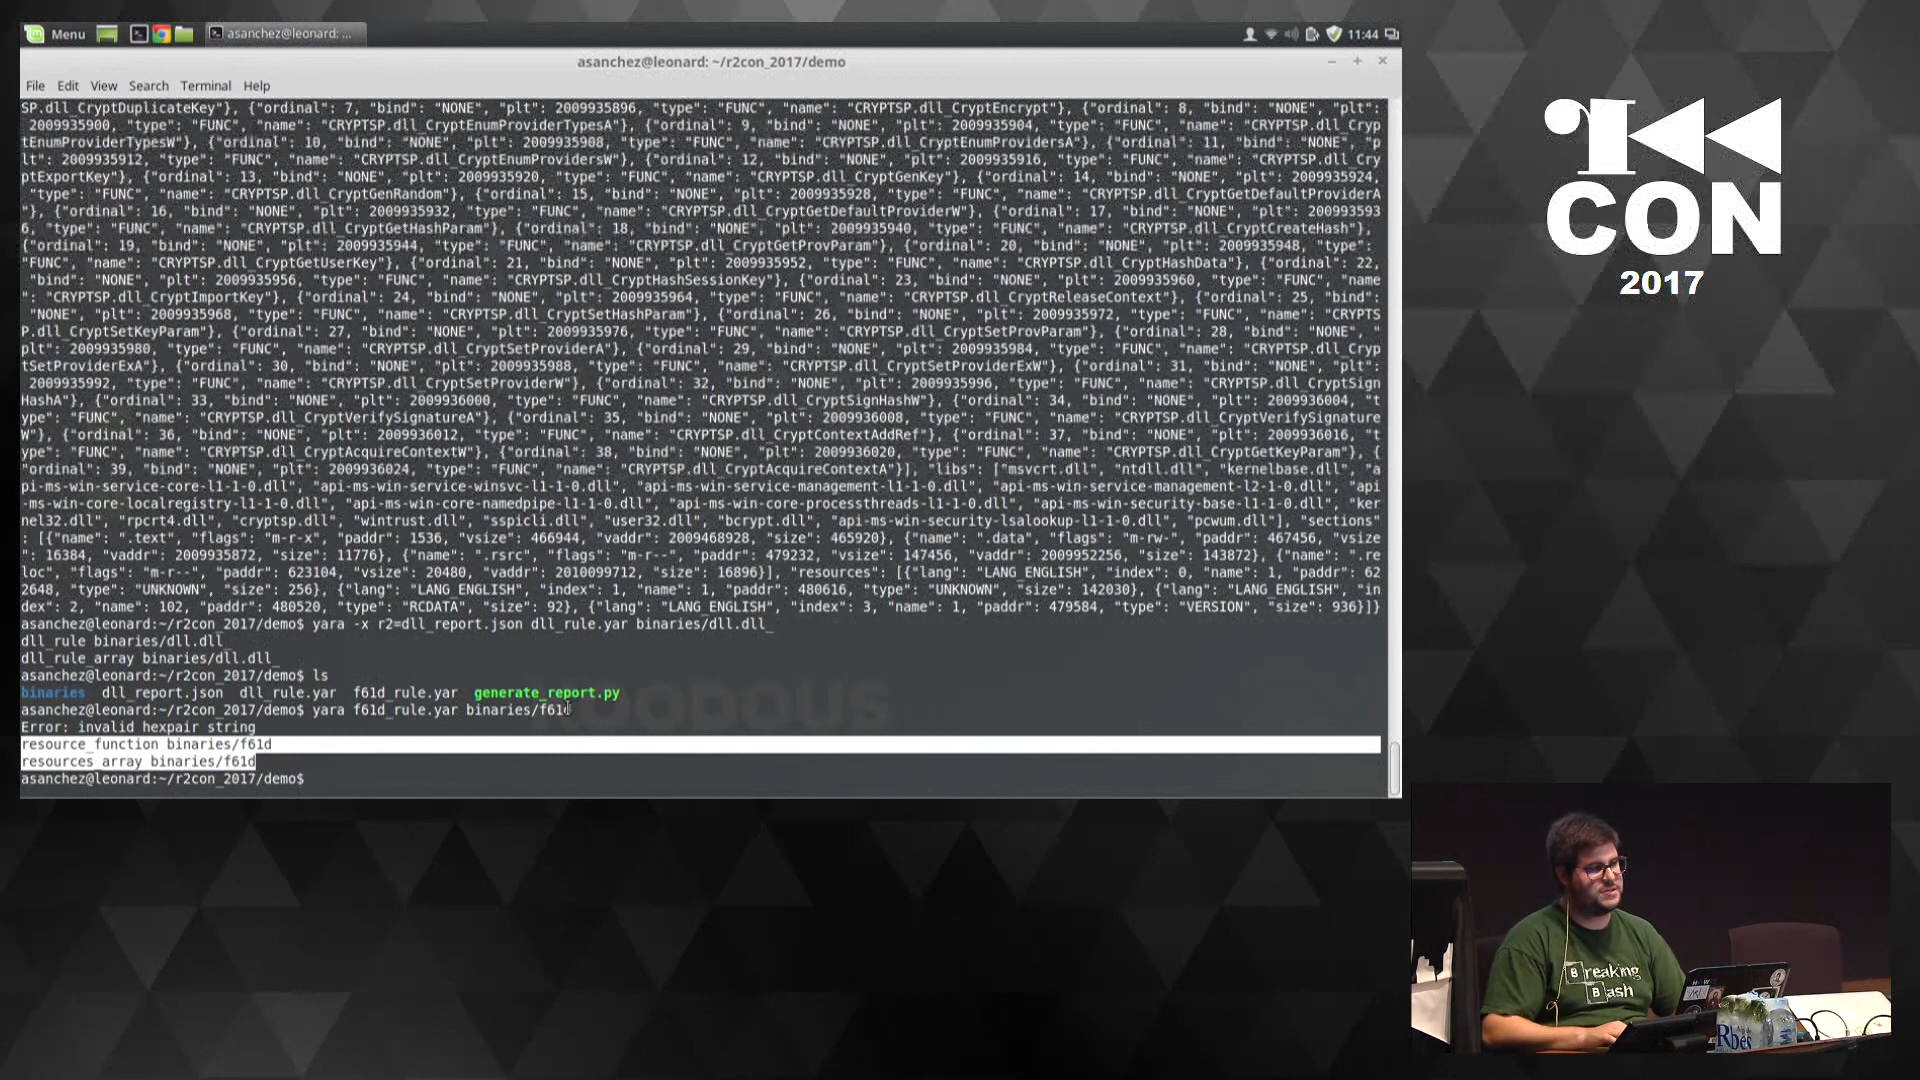 Menu
asanchez@leonard: ...
11:44
asanchez@leonard: ~/r2con_2017/demo
File Edit View Search Terminal Help
SP.dll_CryptDuplicateKey"}, {"ordinal": 7, "bind": "NONE", "plt": 2009935896, "type": "FUNC", "name": "CRYPTSP.dll_CryptEncrypt"}, {"ordinal": 8, "bind": "NONE", "plt":
2009935900, "type": "FUNC", "name": "CRYPTSP.dll_CryptEnumProviderTypesA"}, {"ordinal": 9, "bind": "NONE", "plt": 2009935904, "type": "FUNC", "name": "CRYPTSP.dll_Cryp
tEnumProviderTypesW"}, {"ordinal": 10, "bind": "NONE", "plt": 2009935908, "type": "FUNC", "name": "CRYPTSP.dll_CryptEnumProvidersA"}, {"ordinal": 11, "bind": "NONE", "p
lt": 2009935912, "type": "FUNC", "name": "CRYPTSP.dll_CryptEnumProvidersW"}, {"ordinal": 12, "bind": "NONE", "plt": 2009935916, "type": "FUNC", "name": "CRYPTSP.dll_Cry
ptExportKey"}, {"ordinal": 13, "bind": "NONE", "plt": 2009935920, "type": "FUNC", "name": "CRYPTSP.dll_CryptGenKey"}, {"ordinal": 14, "bind": "NONE", "plt": 2009935924,
"type": "FUNC", "name": "CRYPTSP.dll_CryptGenRandom"}, {"ordinal": 15, "bind": "NONE", "plt": 2009935928, "type": "FUNC", "name": "CRYPTSP.dll_CryptGetDefaultProviderA
"}, {"ordinal": 16, "bind": "NONE", "plt": 2009935932, "type": "FUNC", "name": "CRYPTSP.dll_CryptGetDefaultProviderW"}, {"ordinal": 17, "bind": "NONE", "plt": 200993593
6, "type": "FUNC", "name": "CRYPTSP.dll_CryptGetHashParam"}, {"ordinal": 18, "bind": "NONE", "plt": 2009935940, "type": "FUNC", "name": "CRYPTSP.dll_CryptCreateHash"},
{"ordinal": 19, "bind": "NONE", "plt": 2009935944, "type": "FUNC", "name": "CRYPTSP.dll_CryptGetProvParam"}, {"ordinal": 20, "bind": "NONE", "plt": 2009935948, "type":
"FUNC", "name": "CRYPTSP.dll_CryptGetUserKey"}, {"ordinal": 21, "bind": "NONE", "plt": 2009935952, "type": "FUNC", "name": "CRYPTSP.dll_CryptHashData"}, {"ordinal": 22,
"bind": "NONE", "plt": 2009935956, "type": "FUNC", "name": "CRYPTSP.dll_CryptHashSessionKey"}, {"ordinal": 23, "bind": "NONE", "plt": 2009935960, "type": "FUNC", "name
": "CRYPTSP.dll_CryptImportKey"}, {"ordinal": 24, "bind": "NONE", "plt": 2009935964, "type": "FUNC", "name": "CRYPTSP.dll_CryptReleaseContext"}, {"ordinal": 25, "bind":
"NONE", "plt": 2009935968, "type": "FUNC", "name": "CRYPTSP.dll_CryptSetHashParam"}, {"ordinal": 26, "bind": "NONE", "plt": 2009935972, "type": "FUNC", "name": "CRYPTS
P.dll_CryptSetKeyParam"}, {"ordinal": 27, "bind": "NONE", "plt": 2009935976, "type": "FUNC", "name": "CRYPTSP.dll_CryptSetProvParam"}, {"ordinal": 28, "bind": "NONE", "
plt": 2009935980, "type": "FUNC", "name": "CRYPTSP.dll_CryptSetProviderA"}, {"ordinal": 29, "bind": "NONE", "plt": 2009935984, "type": "FUNC", "name": "CRYPTSP.dll_Cryp
tSetProviderExA"}, {"ordinal": 30, "bind": "NONE", "plt": 2009935988, "type": "FUNC", "name": "CRYPTSP.dll_CryptSetProviderExW"}, {"ordinal": 31, "bind": "NONE", "plt":
2009935992, "type": "FUNC", "name": "CRYPTSP.dll_CryptSetProviderW"}, {"ordinal": 32, "bind": "NONE", "plt": 2009935996, "type": "FUNC", "name": "CRYPTSP.dll_CryptSign
HashA"}, {"ordinal": 33, "bind": "NONE", "plt": 2009936000, "type": "FUNC", "name": "CRYPTSP.dll_CryptSignHashW"}, {"ordinal": 34, "bind": "NONE", "plt": 2009936004, "t
ype": "FUNC", "name": "CRYPTSP.dll_CryptVerifySignatureA"}, {"ordinal": 35, "bind": "NONE", "plt": 2009936008, "type": "FUNC", "name": "CRYPTSP.dll_CryptVerifySignature
W"}, {"ordinal": 36, "bind": "NONE", "plt": 2009936012, "type": "FUNC", "name": "CRYPTSP.dll_CryptContextAddRef"}, {"ordinal": 37, "bind": "NONE", "plt": 2009936016, "t
ype": "FUNC", "name": "CRYPTSP.dll_CryptAcquireContextW"}, {"ordinal": 38, "bind": "NONE", "plt": 2009936020, "type": "FUNC", "name": "CRYPTSP.dll_CryptGetKeyParam"}, {
"ordinal": 39, "bind": "NONE", "plt": 2009936024, "type": "FUNC", "name": "CRYPTSP.dll_CryptAcquireContextA"}], "libs": ["msvcrt.dll", "ntdll.dll", "kernelbase.dll", "a
pi-ms-win-service-core-l1-1-0.dll", "api-ms-win-service-winsvc-l1-1-0.dll", "api-ms-win-service-management-l1-1-0.dll", "api-ms-win-service-management-l2-1-0.dll", "api
-ms-win-core-localregistry-l1-1-0.dll", "api-ms-win-core-namedpipe-l1-1-0.dll", "api-ms-win-core-processthreads-l1-1-0.dll", "api-ms-win-security-base-l1-1-0.dll", "ker
nel32.dll", "rpcrt4.dll", "cryptsp.dll", "wintrust.dll", "sspicli.dll", "user32.dll", "bcrypt.dll", "api-ms-win-security-lsalookup-l1-1-0.dll", "pcwum.dll"], "sections"
: [{"name": ".text", "flags": "m-r-x", "paddr": 1536, "vsize": 466944, "vaddr": 2009468928, "size": 465920}, {"name": ".data", "flags": "m-rw-", "paddr": 467456, "vsize
": 16384, "vaddr": 2009935872, "size": 11776}, {"name": ".rsrc", "flags": "m-r--", "paddr": 479232, "vsize": 147456, "vaddr": 2009952256, "size": 143872}, {"name": ".re
loc", "flags": "m-r--", "paddr": 623104, "vsize": 20480, "vaddr": 2010099712, "size": 16896}], "resources": [{"lang": "LANG_ENGLISH", "index": 0, "name": 1, "paddr": 62
2648, "type": "UNKNOWN", "size": 256}, {"lang": "LANG_ENGLISH", "index": 1, "name": 1, "paddr": 480616, "type": "UNKNOWN", "size": 142030}, {"lang": "LANG_ENGLISH", "in
dex": 2, "name": 102, "paddr": 480520, "type": "RCDATA", "size": 92}, {"lang": "LANG_ENGLISH", "index": 3, "name": 1, "paddr": 479584, "type": "VERSION", "size": 936}]}
asanchez@leonard:~/r2con_2017/demo$ yara -x r2=dll_report.json dll_rule.yar binaries/dll.dll_
dll_rule binaries/dll.dll_
dll_rule_array binaries/dll.dll_
asanchez@leonard:~/r2con_2017/demo$ ls
binaries dll_report.json dll_rule.yar f61d_rule.yar generate_report.py
asanchez@leonard:~/r2con_2017/demo$ yara f61d_rule.yar binaries/f61d
Error: invalid hexpair string
resource_function binaries/f61d
resources_array binaries/f61d
asanchez@leonard:~/r2con_2017/demo$
CON
2017
Breaking
Bash